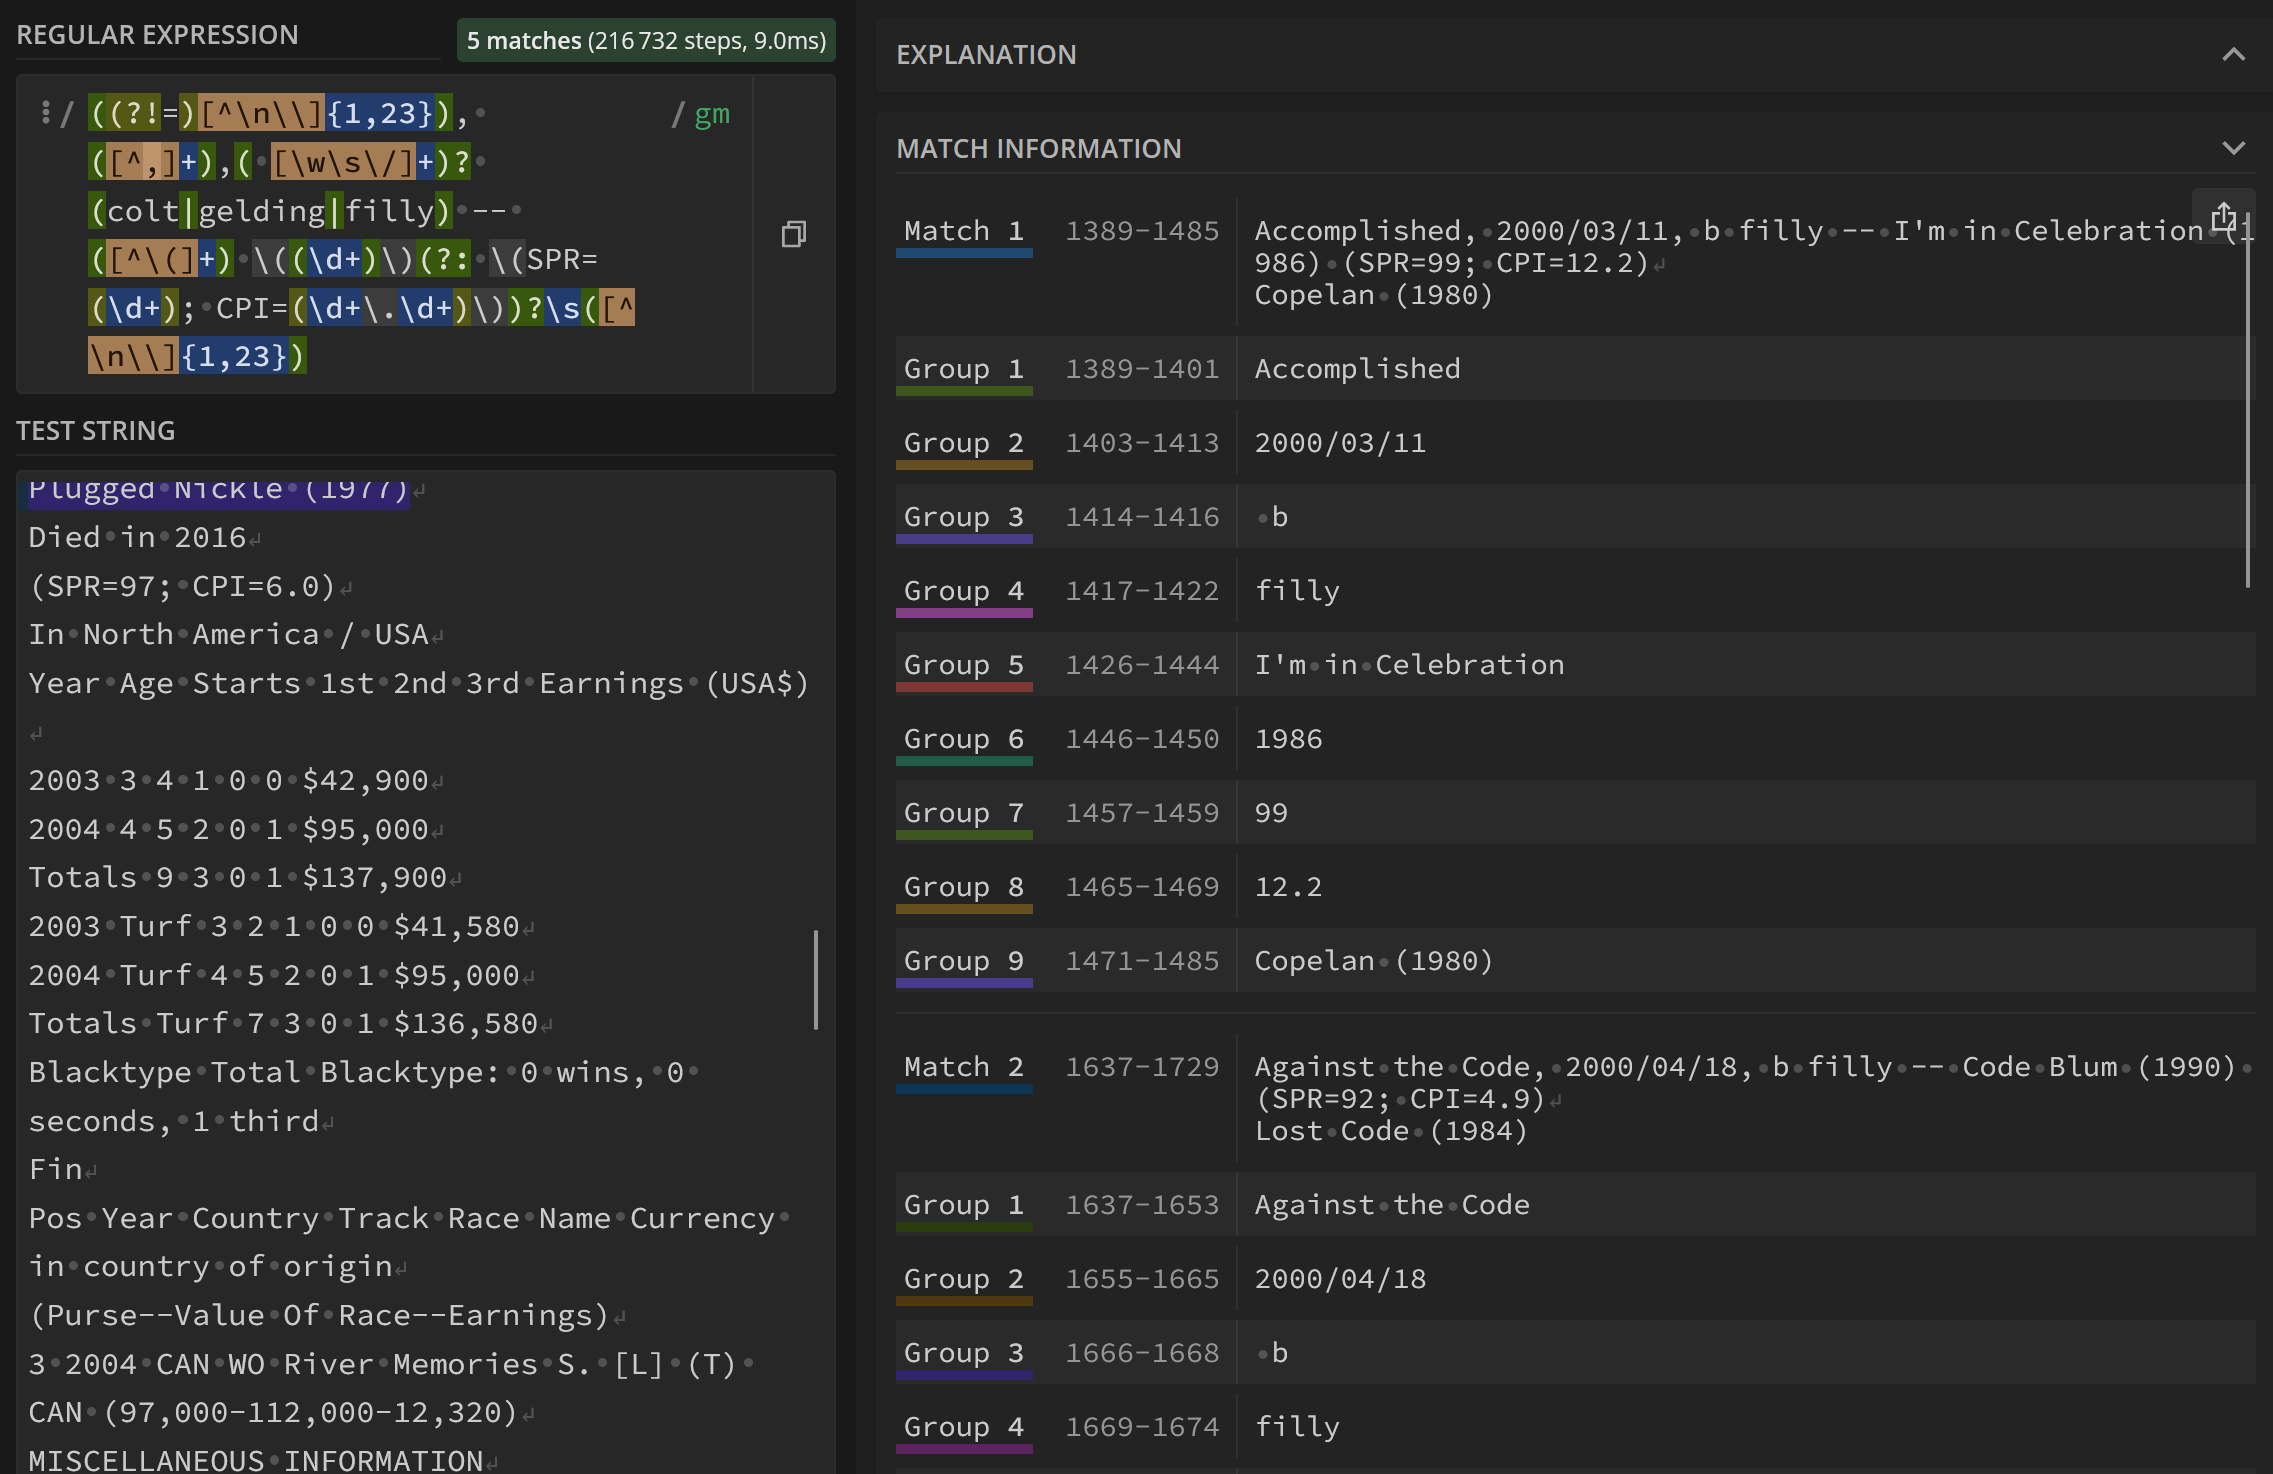 REGULAR EXPRESSION
5 matches (216 732 steps, 9.0ms)
/ ((?!=)[^\n\\]{1,23}), / gm
([^,]+),( [\w\s\/]+)?
(colt|gelding|filly) --
([^\(]+) \((\d+)\)(?: \(SPR=
(\d+); CPI=(\d+\.\d+)\))?\s([^
\n\\]{1,23})
TEST STRING
Plugged Nickle (1977)
Died in 2016
(SPR=97; CPI=6.0)
In North America / USA
Year Age Starts 1st 2nd 3rd Earnings (USA$)
2003 3 4 1 0 0 $42,900
2004 4 5 2 0 1 $95,000
Totals 9 3 0 1 $137,900
2003 Turf 3 2 1 0 0 $41,580
2004 Turf 4 5 2 0 1 $95,000
Totals Turf 7 3 0 1 $136,580
Blacktype Total Blacktype: 0 wins, 0
seconds, 1 third
Fin
Pos Year Country Track Race Name Currency
in country of origin
(Purse--Value Of Race--Earnings)
3 2004 CAN WO River Memories S. [L] (T)
CAN (97,000-112,000-12,320)
MISCELLANEOUS INFORMATION
EXPLANATION
MATCH INFORMATION
Match 1 1389-1485 Accomplished, 2000/03/11, b filly -- I'm in Celebration (1
986) (SPR=99; CPI=12.2)
Copelan (1980)
Group 1 1389-1401 Accomplished
Group 2 1403-1413 2000/03/11
Group 3 1414-1416 b
Group 4 1417-1422 filly
Group 5 1426-1444 I'm in Celebration
Group 6 1446-1450 1986
Group 7 1457-1459 99
Group 8 1465-1469 12.2
Group 9 1471-1485 Copelan (1980)
Match 2 1637-1729 Against the Code, 2000/04/18, b filly -- Code Blum (1990)
(SPR=92; CPI=4.9)
Lost Code (1984)
Group 1 1637-1653 Against the Code
Group 2 1655-1665 2000/04/18
Group 3 1666-1668 b
Group 4 1669-1674 filly